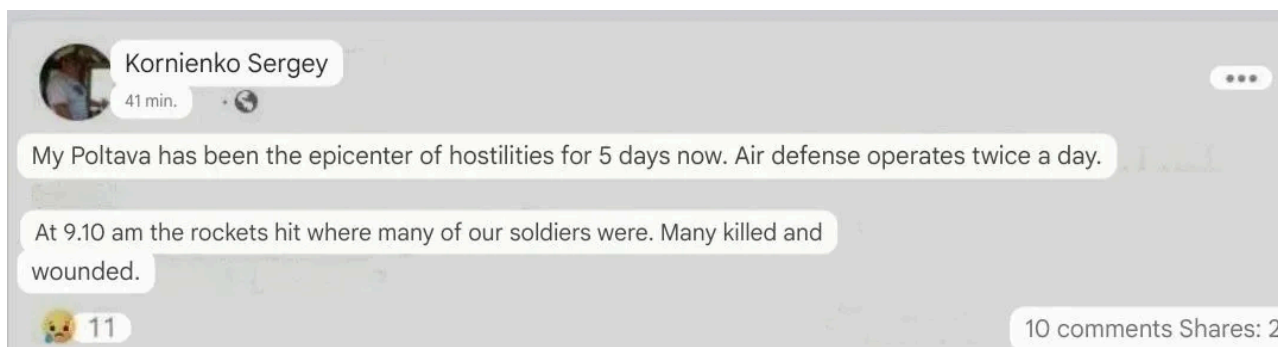 Kornienko Sergey
41 min.
My Poltava has been the epicenter of hostilities for 5 days now. Air defense operates twice a day.
At 9.10 am the rockets hit where many of our soldiers were. Many killed and
wounded.
11
10 comments Shares: 2